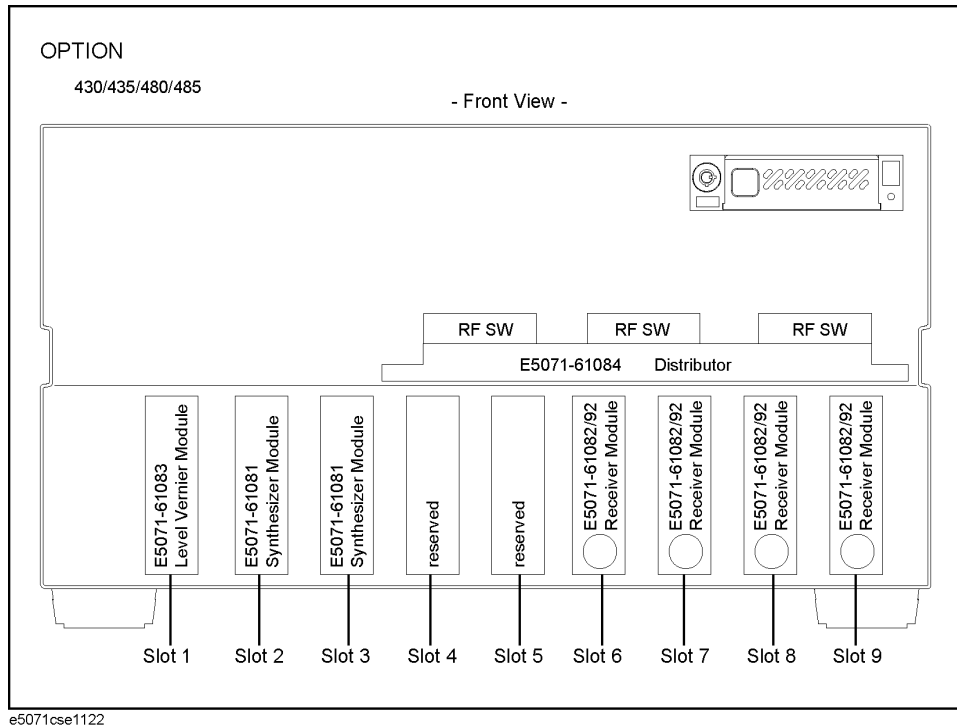 OPTION
430/435/480/485
- Front View -
RF SW
RF SW
RF SW
E5071-61084 Distributor
E5071-61083
Level Vernier Module
E5071-61081
Synthesizer Module
E5071-61081
Synthesizer Module
reserved
reserved
E5071-61082/92
Receiver Module
E5071-61082/92
Receiver Module
E5071-61082/92
Receiver Module
E5071-61082/92
Receiver Module
Slot 1
Slot 2
Slot 3
Slot 4
Slot 5
Slot 6
Slot 7
Slot 8
Slot 9
e5071cse1122